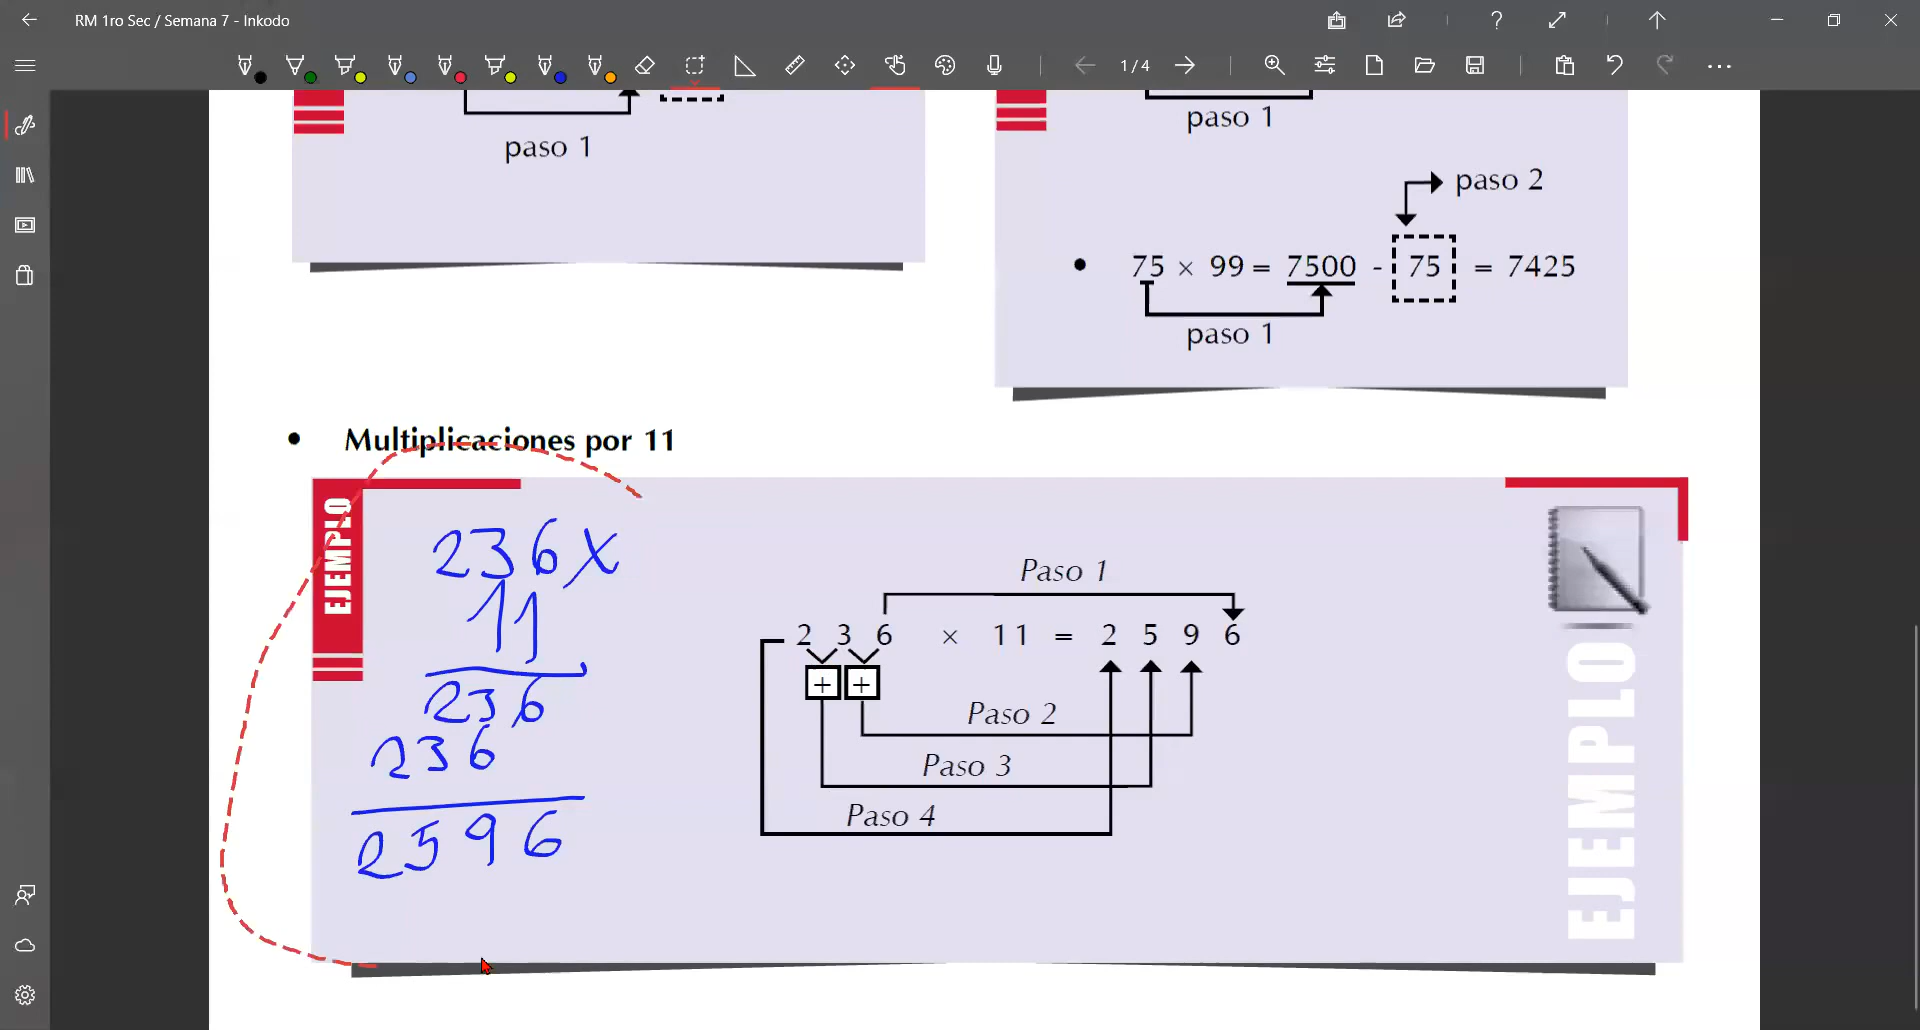 RM 1ro Sec / Semana 7 - Inkodo
1 / 4
paso 1
paso 1
paso 2
• 75 × 99 = 7500 - 75 = 7425
paso 1
• Multiplicaciones por 11
EJEMPLO
236 x
11
236
236
2596
Paso 1
2 3 6 × 11 = 2 5 9 6
+ +
Paso 2
Paso 3
Paso 4
EJEMPLO